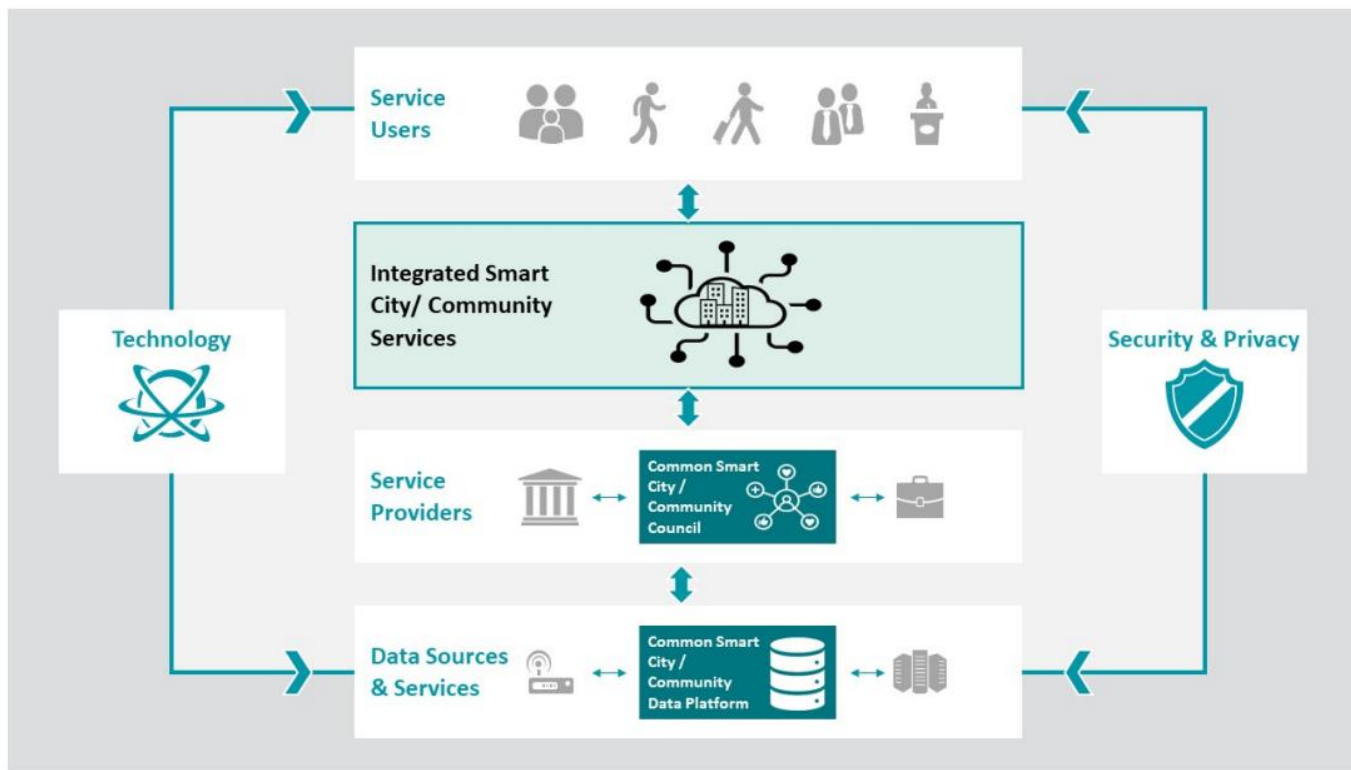 Service
Users
Integrated Smart
City/ Community
Services
Technology
Security & Privacy
Service
Providers
Common Smart
City /
Community
Council
Data Sources
& Services
Common Smart
City /
Community
Data Platform